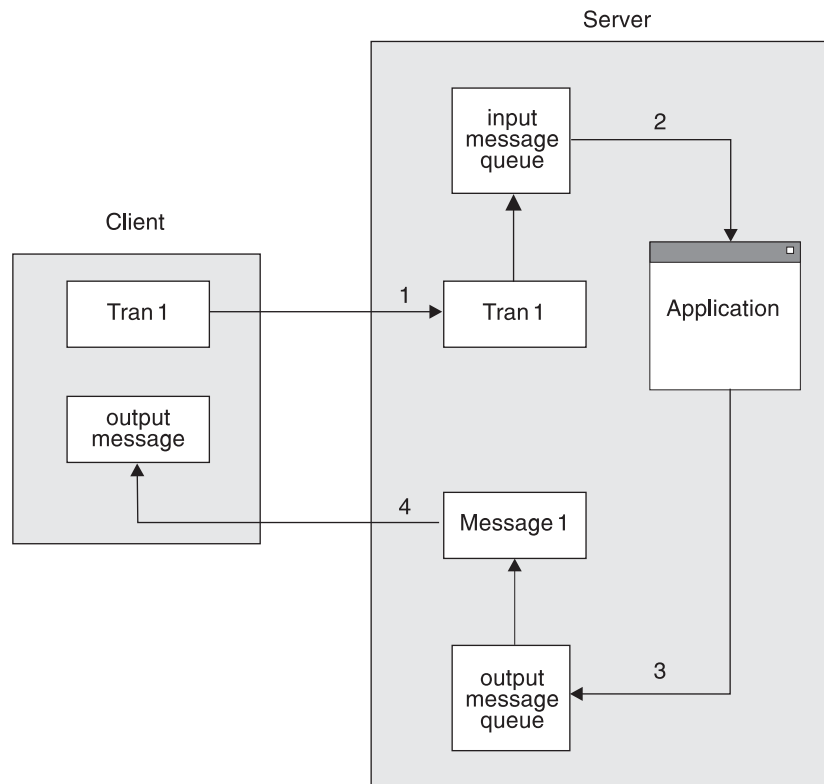 Server
input
message
queue
2
Client
Tran 1
1
Tran 1
Application
output
message
4
Message 1
output
message
queue
3